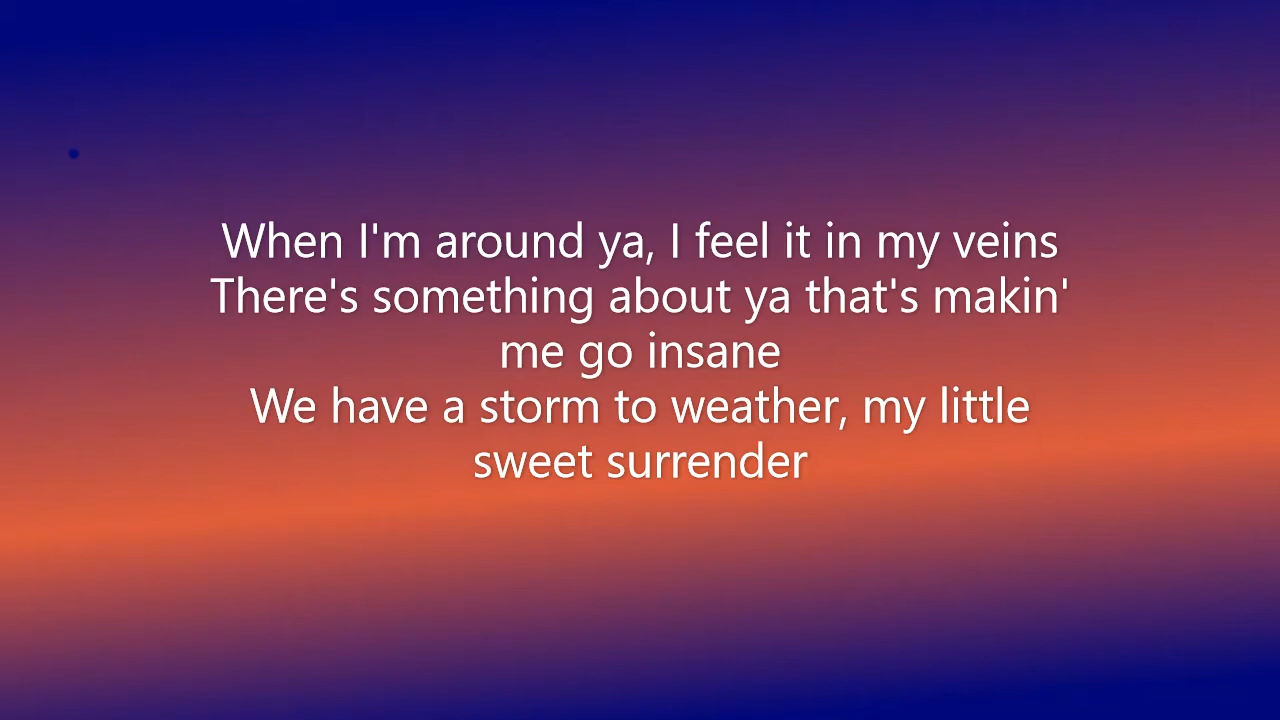 When I'm around ya, I feel it in my veins
There's something about ya that's makin'
me go insane
We have a storm to weather, my little
sweet surrender